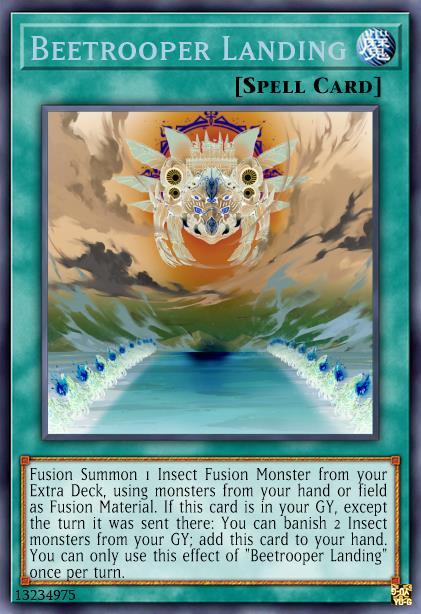 Beetrooper Landing
魔
[Spell Card]
Fusion Summon 1 Insect Fusion Monster from your
Extra Deck, using monsters from your hand or field
as Fusion Material. If this card is in your GY, except
the turn it was sent there: You can banish 2 Insect
monsters from your GY; add this card to your hand.
You can only use this effect of "Beetrooper Landing"
once per turn.
13234975